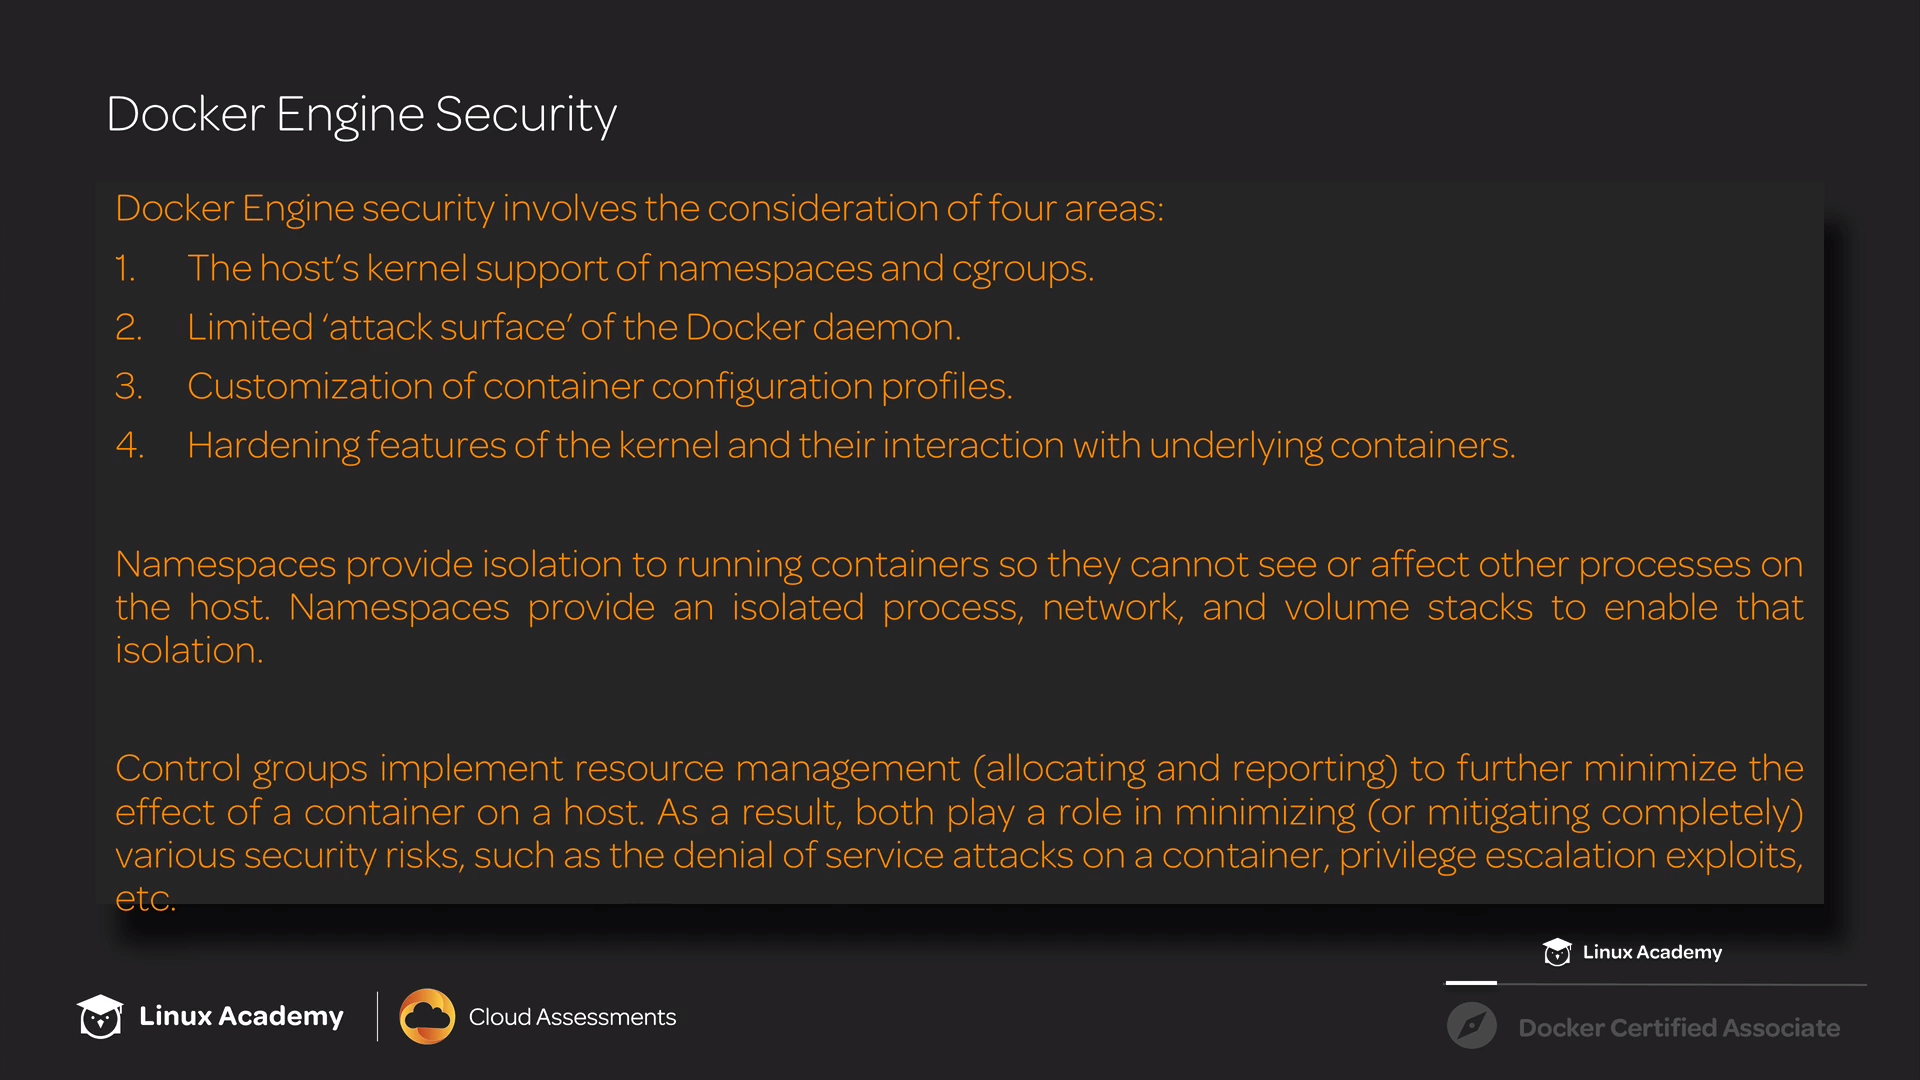 Docker Engine Security
Docker Engine security involves the consideration of four areas:
1. The host’s kernel support of namespaces and cgroups.
2. Limited ‘attack surface’ of the Docker daemon.
3. Customization of container configuration profiles.
4. Hardening features of the kernel and their interaction with underlying containers.
Namespaces provide isolation to running containers so they cannot see or affect other processes on
the host. Namespaces provide an isolated process, network, and volume stacks to enable that
isolation.
Control groups implement resource management (allocating and reporting) to further minimize the
effect of a container on a host. As a result, both play a role in minimizing (or mitigating completely)
various security risks, such as the denial of service attacks on a container, privilege escalation exploits,
etc.
Linux Academy
Linux Academy
Cloud Assessments
Docker Certified Associate